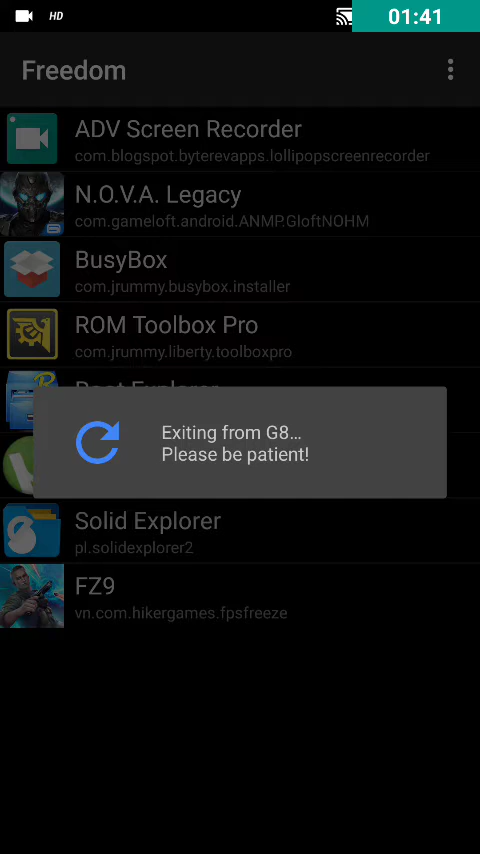 HD
01:41
Freedom
ADV Screen Recorder
com.blogspot.byterevapps.lollipopscreenrecorder
N.O.V.A. Legacy
com.gameloft.android.ANMP.GloftNOHM
BusyBox
com.jrummy.busybox.installer
ROM Toolbox Pro
com.jrummy.liberty.toolboxpro
Root Explorer
Exiting from G8...
Please be patient!
Solid Explorer
pl.solidexplorer2
FZ9
vn.com.hikergames.fpsfreeze